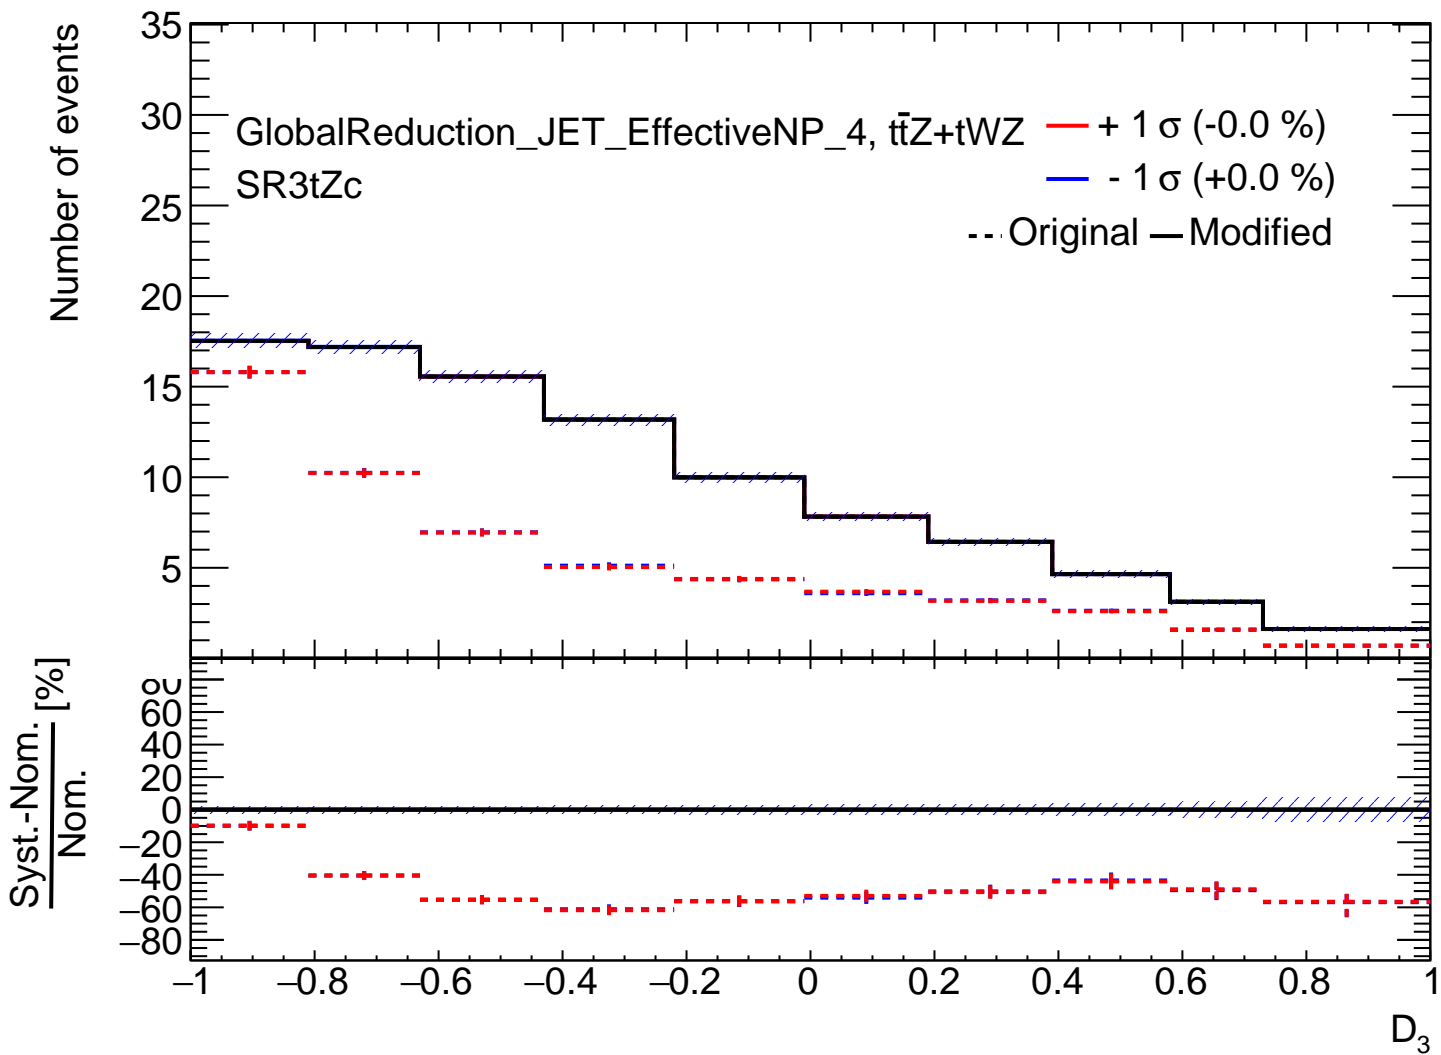 Number of events
35
30
25
20
15
10
5
GlobalReduction_JET_EffectiveNP_4, tt̄Z+tWZ
SR3tZc
+ 1 σ (-0.0 %)
- 1 σ (+0.0 %)
Original Modified
Syst.-Nom.
Nom.
[%]
80
60
40
20
0
−20
−40
−60
−80
−1 −0.8 −0.6 −0.4 −0.2 0 0.2 0.4 0.6 0.8 1
D₃